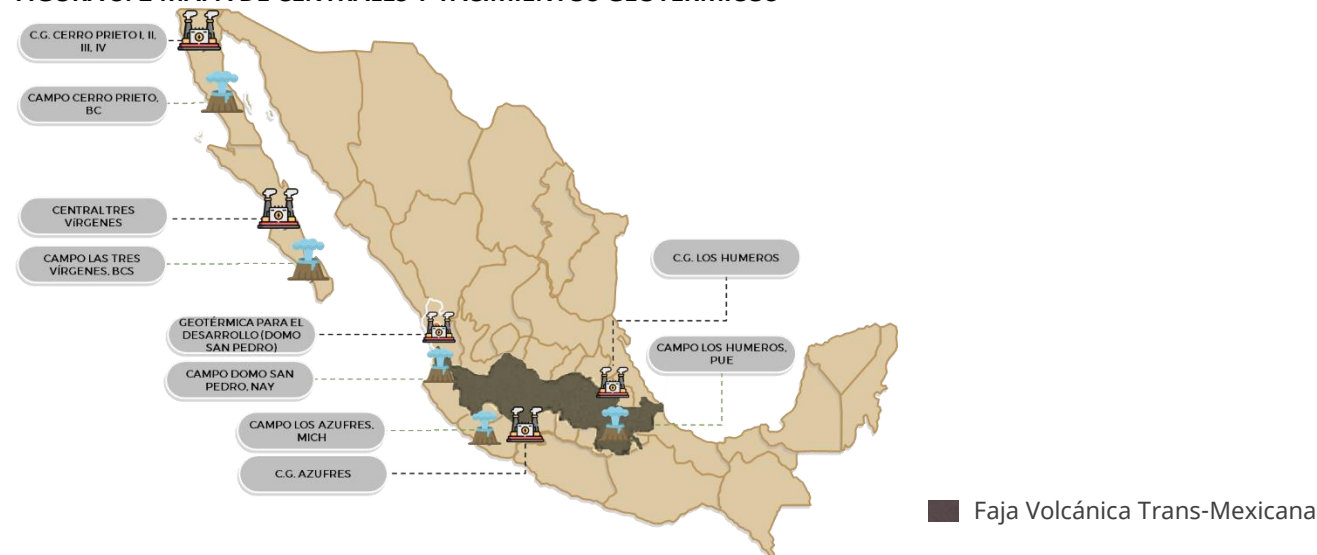 C.G. CERRO PRIETO I, II,
III, IV
CAMPO CERRO PRIETO,
BC
CENTRAL TRES
VÍRGENES
CAMPO LAS TRES
VÍRGENES, BCS
C.G. LOS HUMEROS
GEOTÉRMICA PARA EL
DESARROLLO (DOMO
SAN PEDRO)
CAMPO LOS HUMEROS,
PUE
CAMPO DOMO SAN
PEDRO, NAY
CAMPO LOS AZUFRES,
MICH
C.G. AZUFRES
Faja Volcánica Trans-Mexicana